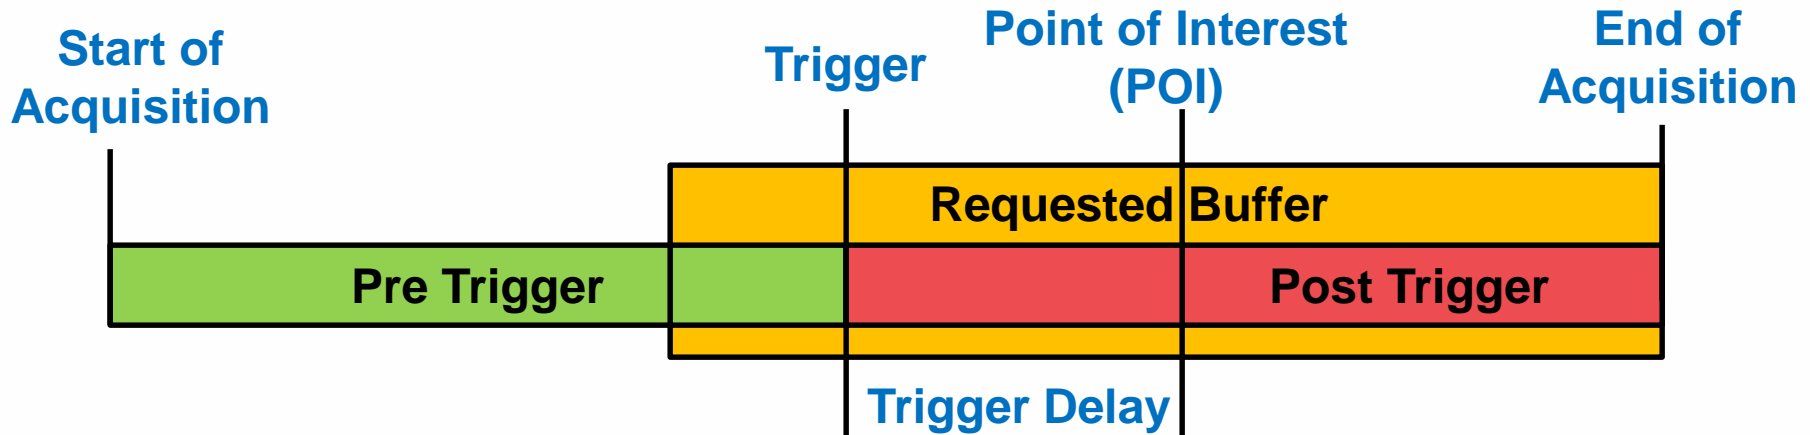 Start of
Acquisition
Trigger
Point of Interest
(POI)
End of
Acquisition
Requested Buffer
Pre Trigger
Post Trigger
Trigger Delay